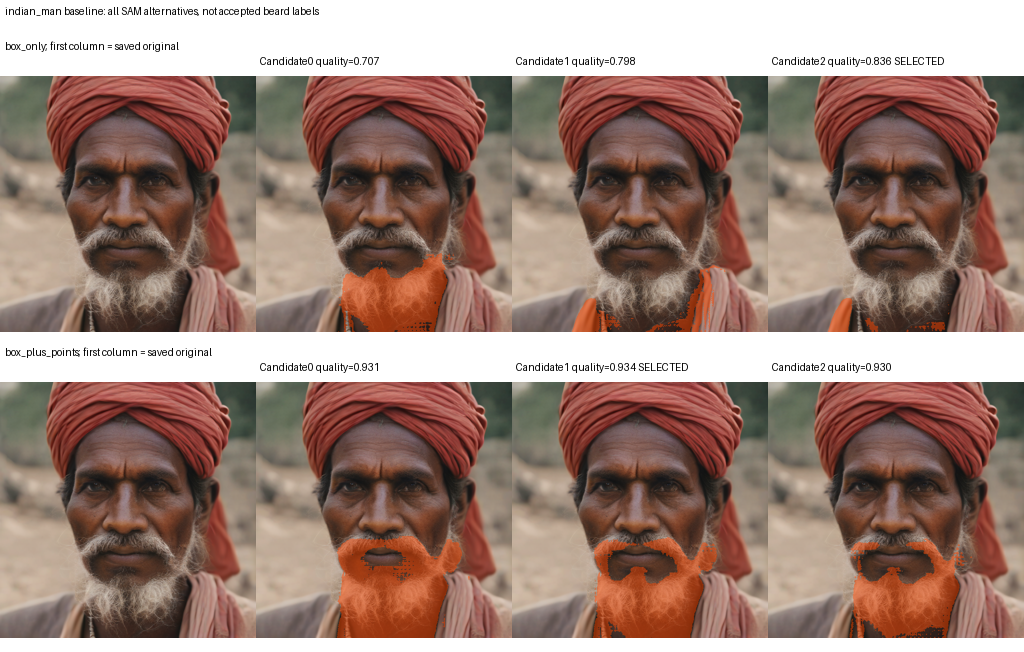 indian_man baseline: all SAM alternatives, not accepted beard labels
box_only; first column = saved original
Candidate0 quality=0.707
Candidate1 quality=0.798
Candidate2 quality=0.836 SELECTED
box_plus_points; first column = saved original
Candidate0 quality=0.931
Candidate1 quality=0.934 SELECTED
Candidate2 quality=0.930